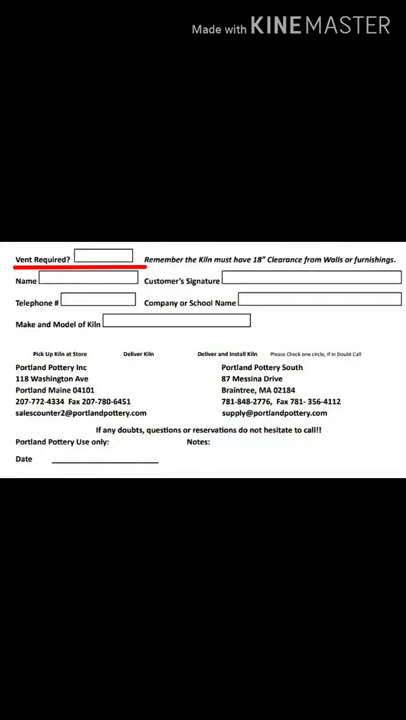 Made with KINEMASTER
Vent Required? Remember the Kiln must have 18" Clearance from Walls or furnishings.
Name Customer's Signature
Telephone # Company or School Name
Make and Model of Kiln
Pick Up Kiln at Store Deliver Kiln Deliver and Install Kiln Please Check one circle, If in Doubt Call
Portland Pottery Inc Portland Pottery South
118 Washington Ave 87 Messina Drive
Portland Maine 04101 Braintree, MA 02184
207-772-4334 Fax 207-780-6451 781-848-2776, Fax 781- 356-4112
salescounter2@portlandpottery.com supply@portlandpottery.com
If any doubts, questions or reservations do not hesitate to call!!
Portland Pottery Use only: Notes:
Date